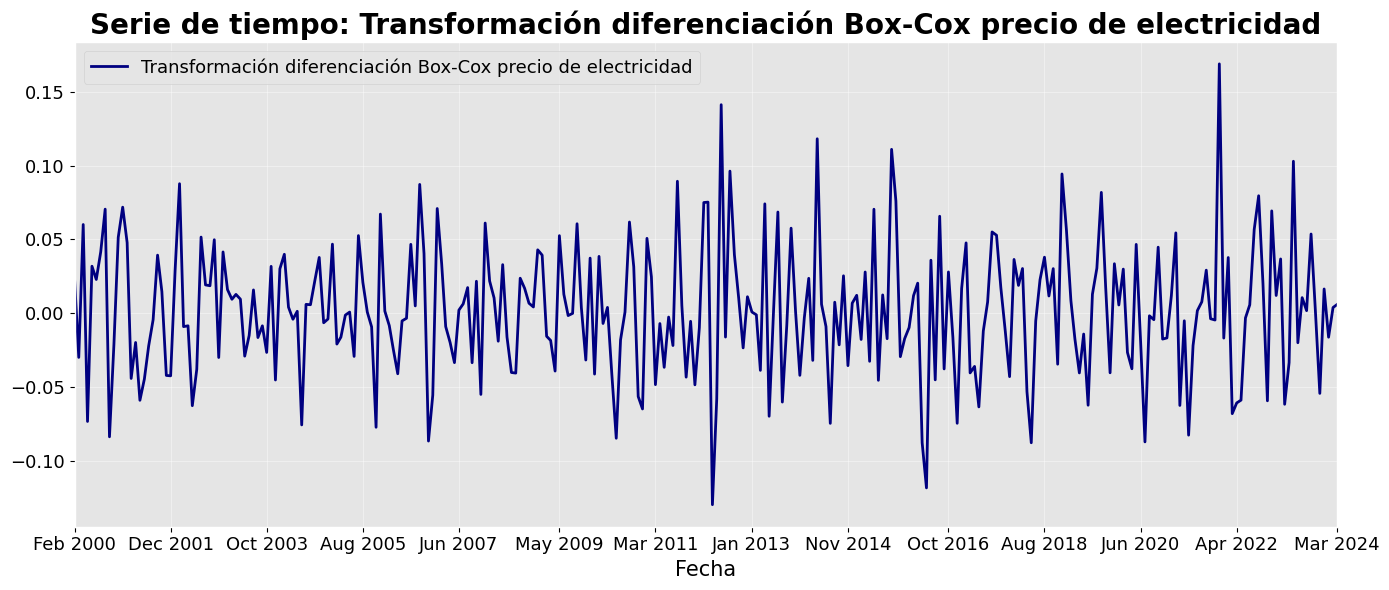 Serie de tiempo: Transformación diferenciación Box-Cox precio de electricidad
Transformación diferenciación Box-Cox precio de electricidad
0.15
0.10
0.05
0.00
−0.05
−0.10
Feb 2000 Dec 2001 Oct 2003 Aug 2005 Jun 2007 May 2009 Mar 2011 Jan 2013 Nov 2014 Oct 2016 Aug 2018 Jun 2020 Apr 2022 Mar 2024
Fecha